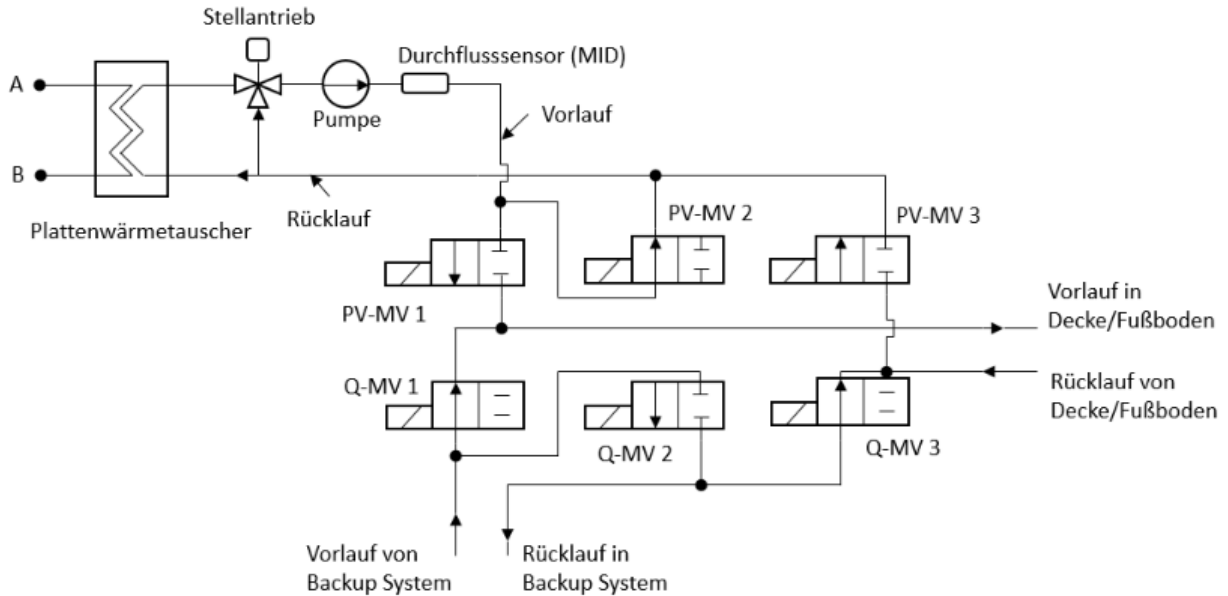 Stellantrieb
Durchflusssensor (MID)
A
Pumpe
Vorlauf
B
Rücklauf
PV-MV 2
PV-MV 3
Plattenwärmetauscher
PV-MV 1
Vorlauf in
Decke/Fußboden
Q-MV 1
Rücklauf von
Decke/Fußboden
Q-MV 2
Q-MV 3
Vorlauf von
Backup System
Rücklauf in
Backup System